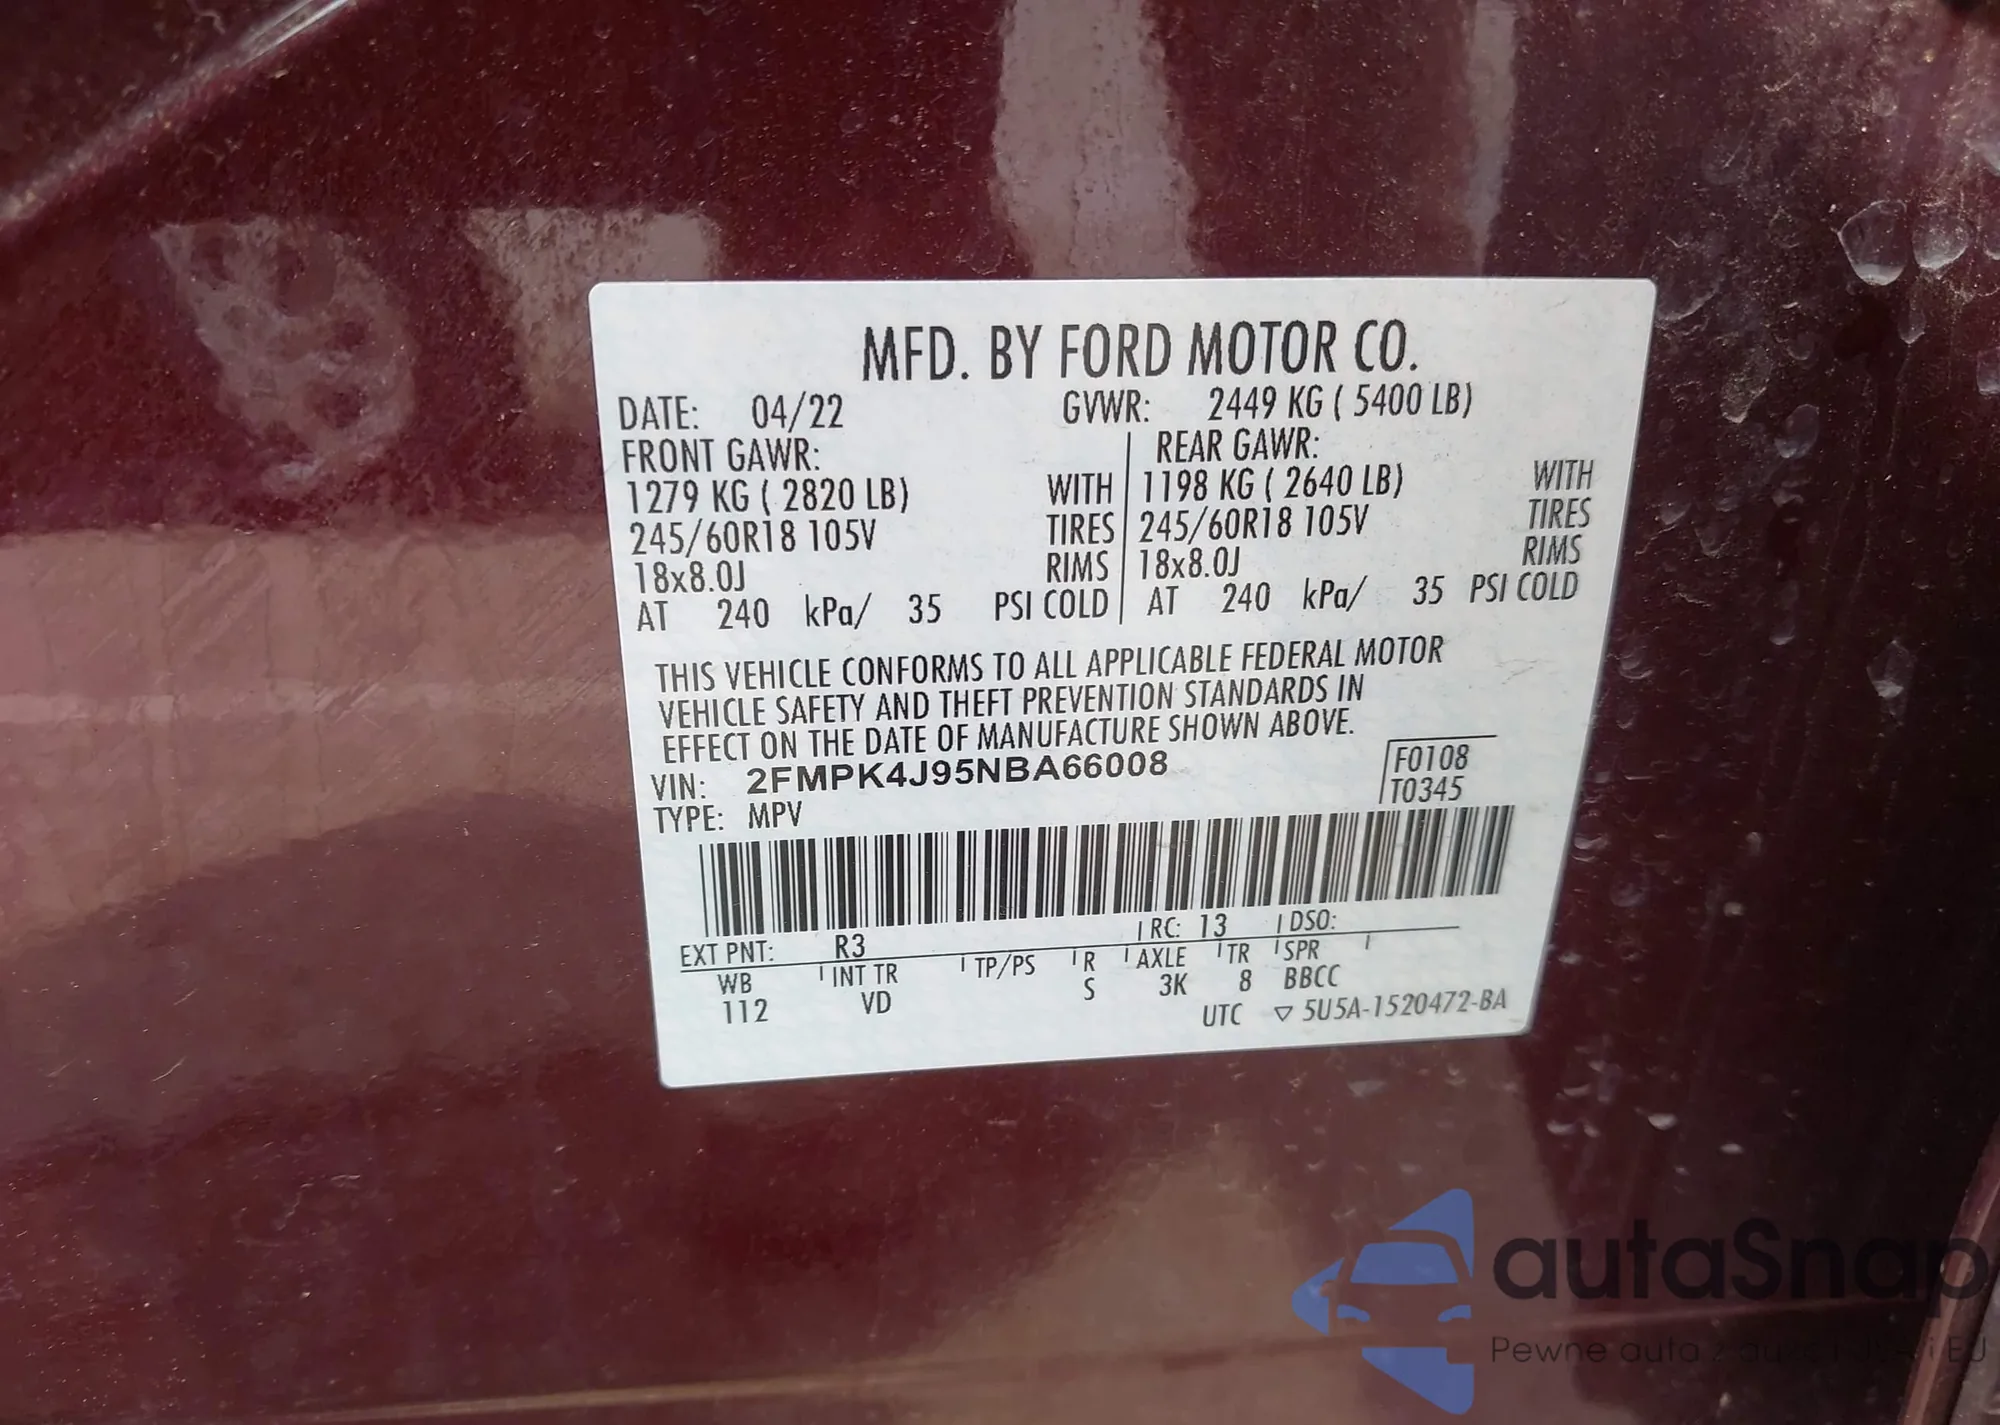 MFD. BY FORD MOTOR CO.
DATE: 04/22 GVWR: 2449 KG ( 5400 LB)
FRONT GAWR: REAR GAWR:
1279 KG ( 2820 LB) WITH 1198 KG ( 2640 LB) WITH
245/60R18 105V TIRES 245/60R18 105V TIRES
18x8.0J RIMS 18x8.0J RIMS
AT 240 kPa/ 35 PSI COLD AT 240 kPa/ 35 PSI COLD
THIS VEHICLE CONFORMS TO ALL APPLICABLE FEDERAL MOTOR
VEHICLE SAFETY AND THEFT PREVENTION STANDARDS IN
EFFECT ON THE DATE OF MANUFACTURE SHOWN ABOVE.
VIN: 2FMPK4J95NBA66008 F0108
TYPE: MPV T0345
EXT PNT: R3 RC: 13 DSO:
WB INT TR TP/PS R AXLE TR SPR
112 VD S 3K 8 BBCC
UTC ▽ 5U5A-1520472-BA
autaSnap
Pewne auta z aukcji USA i EU